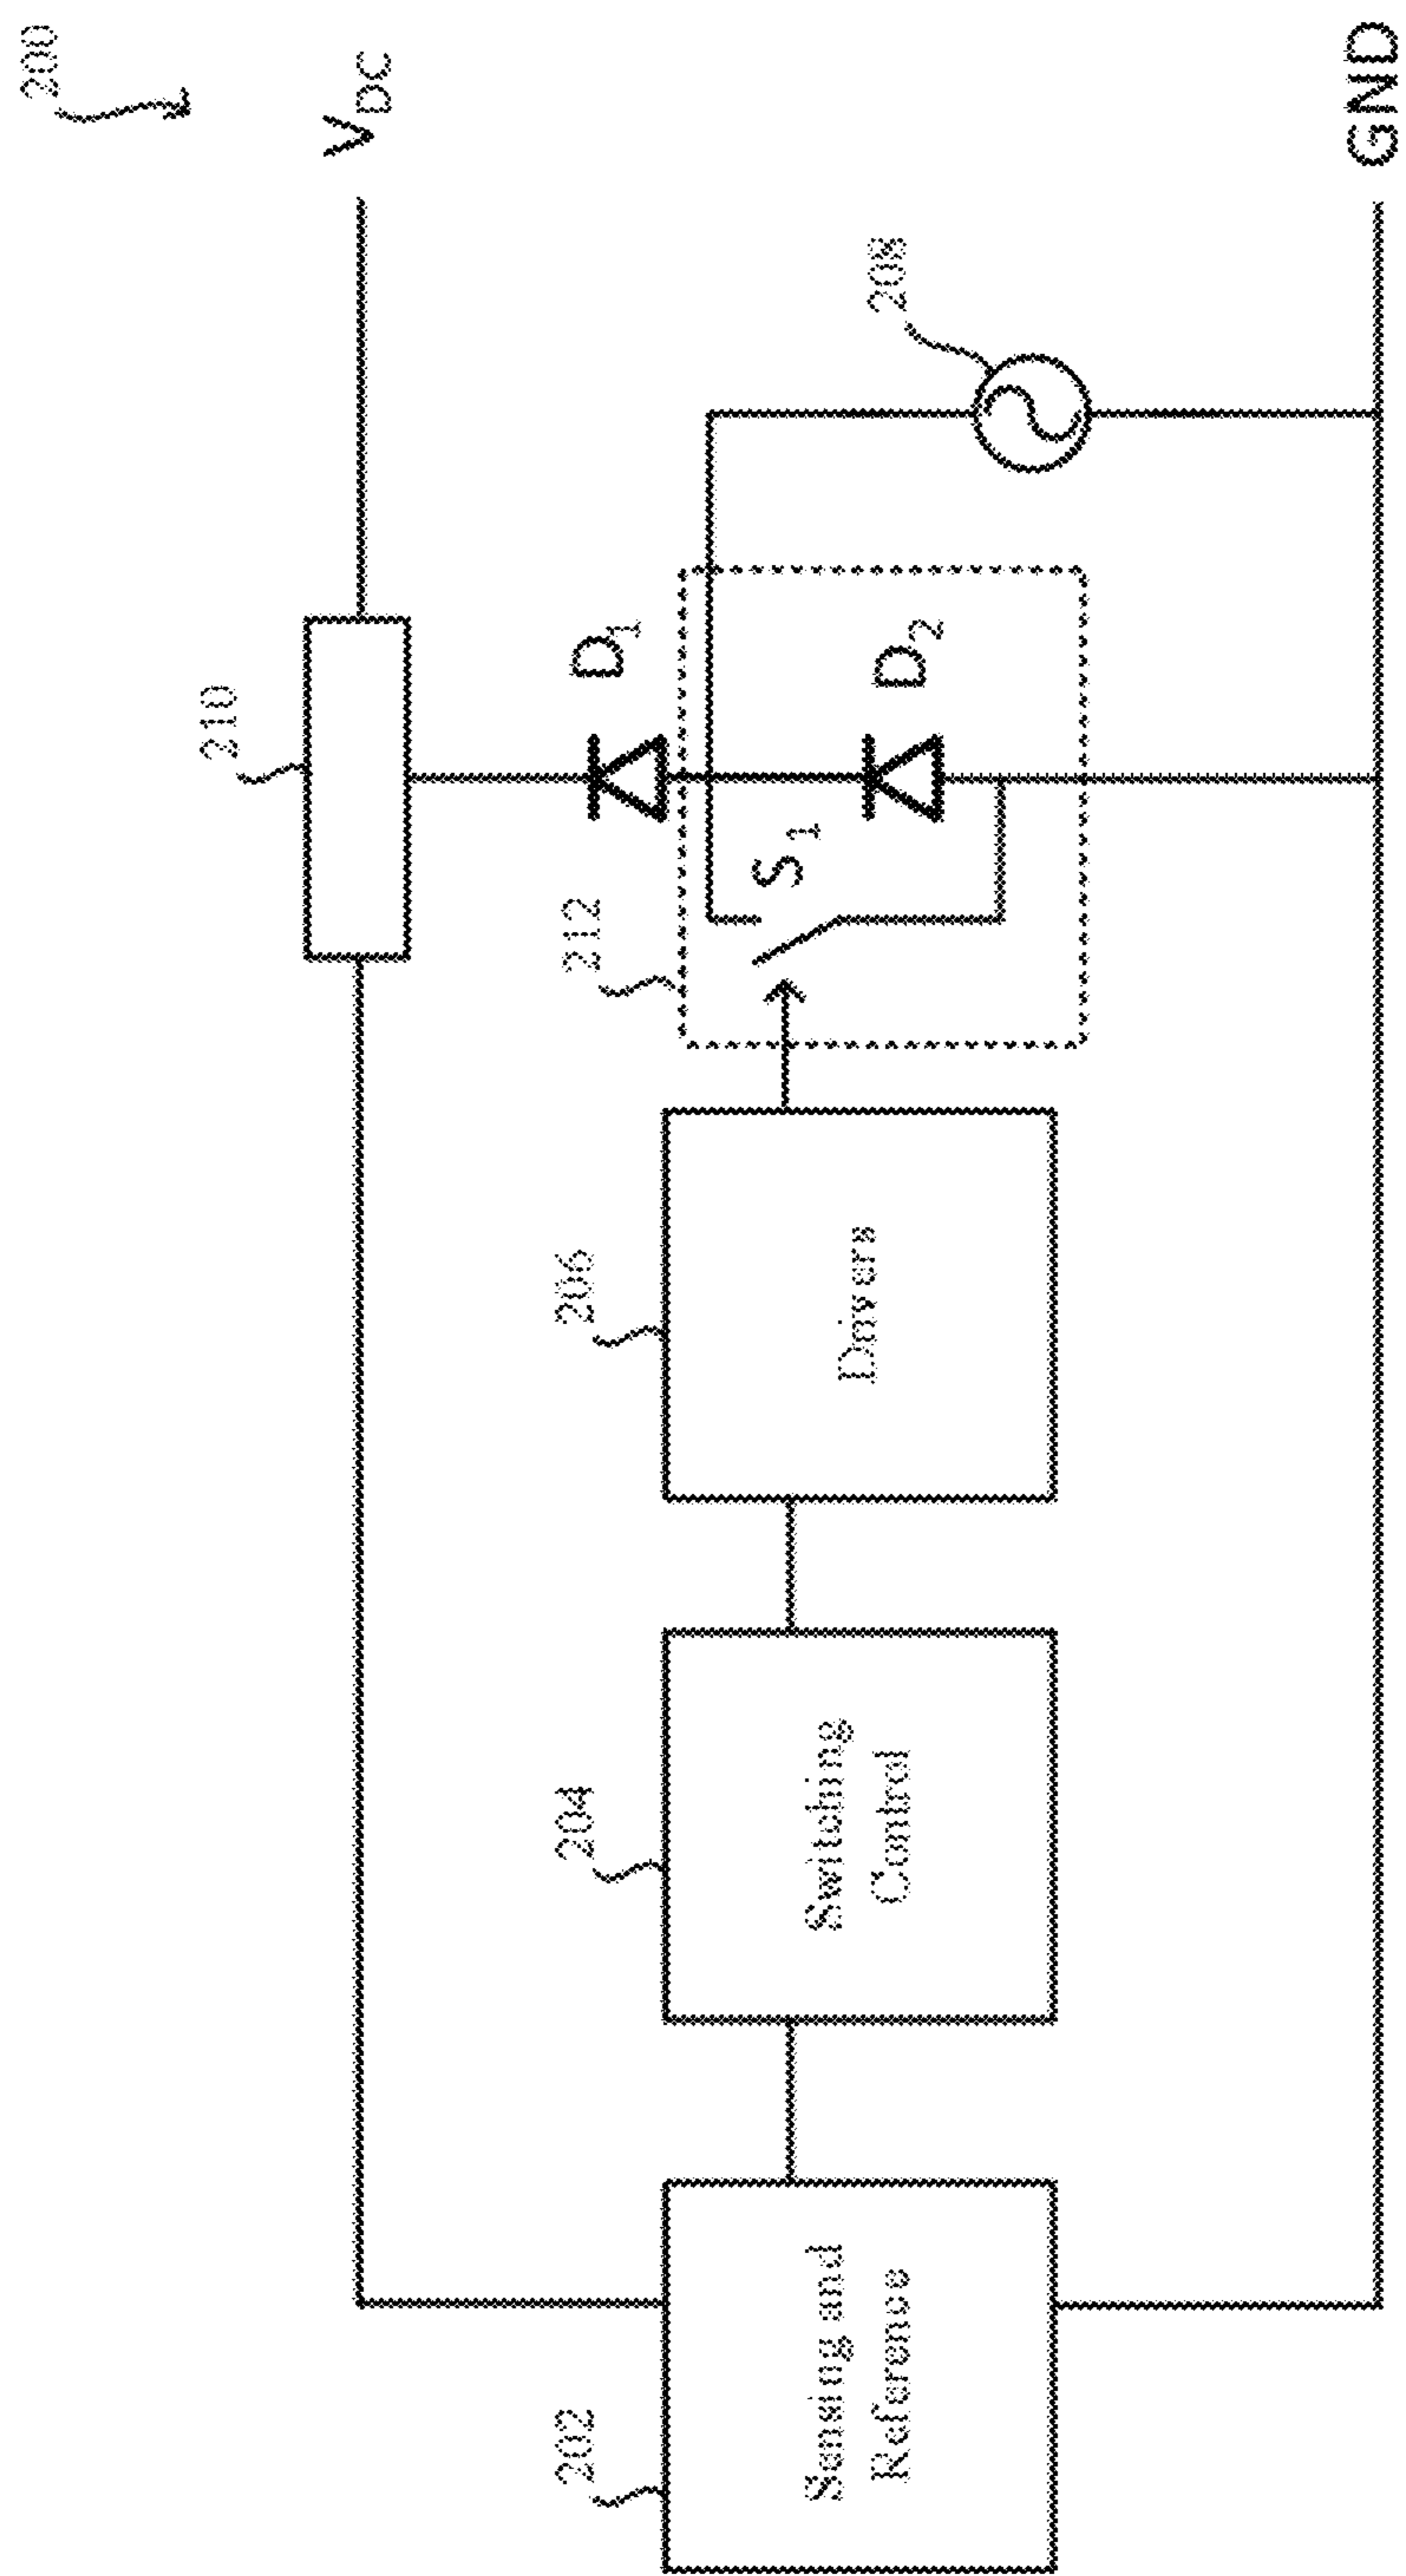 200
V_DC
210
D_1
212
S_1
D_2
208
202
Sensing and
Reference
204
Switching
Control
206
Drivers
GND